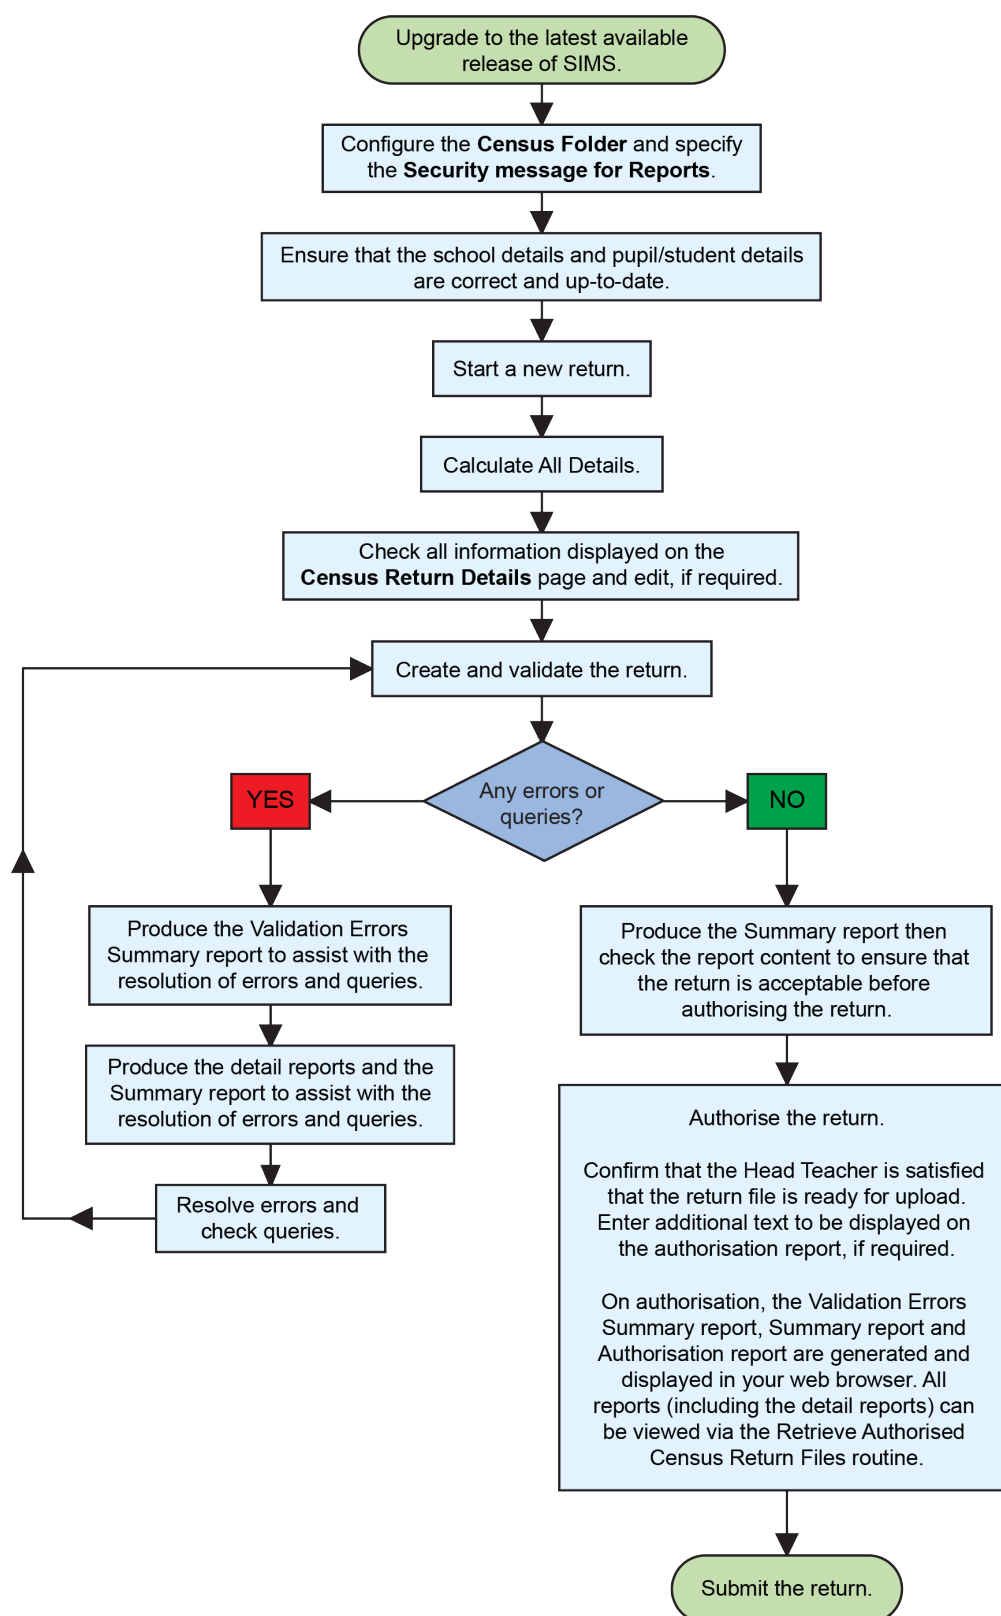 Upgrade to the latest available
release of SIMS.
Configure the Census Folder and specify
the Security message for Reports.
Ensure that the school details and pupil/student details
are correct and up-to-date.
Start a new return.
Calculate All Details.
Check all information displayed on the
Census Return Details page and edit, if required.
Create and validate the return.
Any errors or
queries?
YES
NO
Produce the Validation Errors
Summary report to assist with the
resolution of errors and queries.
Produce the detail reports and the
Summary report to assist with the
resolution of errors and queries.
Resolve errors and
check queries.
Produce the Summary report then
check the report content to ensure that
the return is acceptable before
authorising the return.
Authorise the return.
Confirm that the Head Teacher is satisfied
that the return file is ready for upload.
Enter additional text to be displayed on
the authorisation report, if required.
On authorisation, the Validation Errors
Summary report, Summary report and
Authorisation report are generated and
displayed in your web browser. All
reports (including the detail reports) can
be viewed via the Retrieve Authorised
Census Return Files routine.
Submit the return.